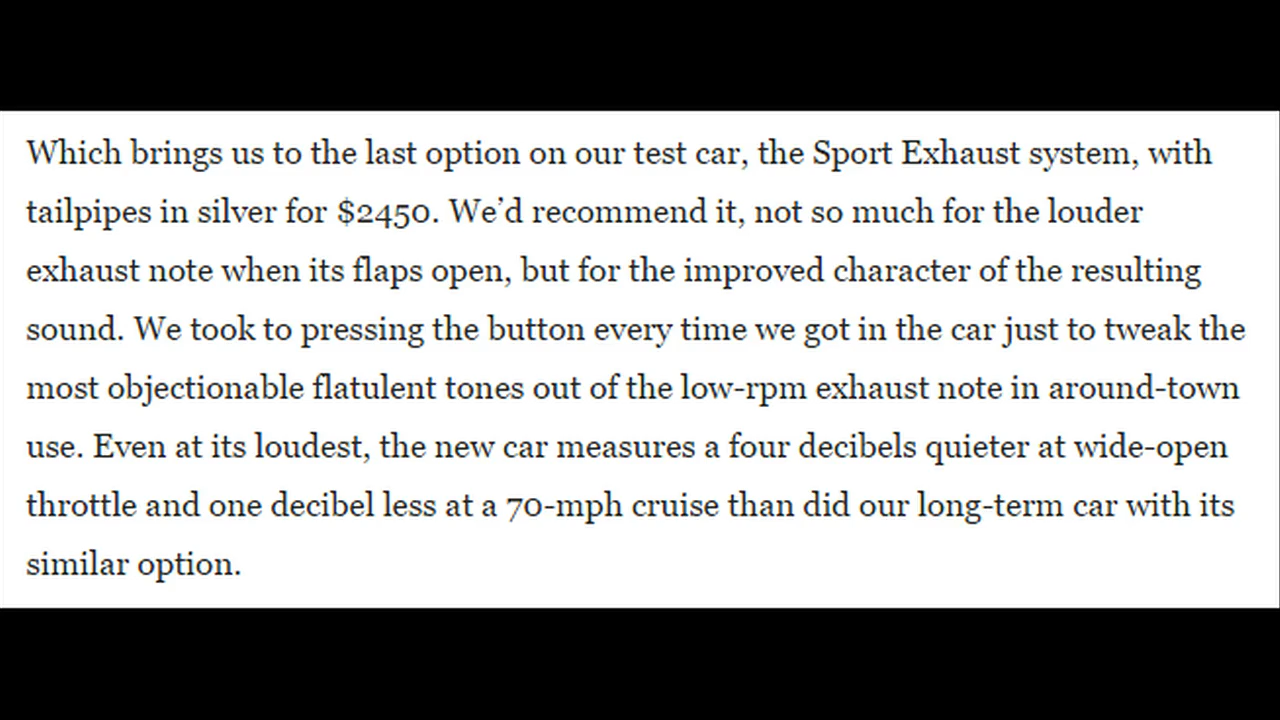 Which brings us to the last option on our test car, the Sport Exhaust system, with
tailpipes in silver for $2450. We’d recommend it, not so much for the louder
exhaust note when its flaps open, but for the improved character of the resulting
sound. We took to pressing the button every time we got in the car just to tweak the
most objectionable flatulent tones out of the low-rpm exhaust note in around-town
use. Even at its loudest, the new car measures a four decibels quieter at wide-open
throttle and one decibel less at a 70-mph cruise than did our long-term car with its
similar option.